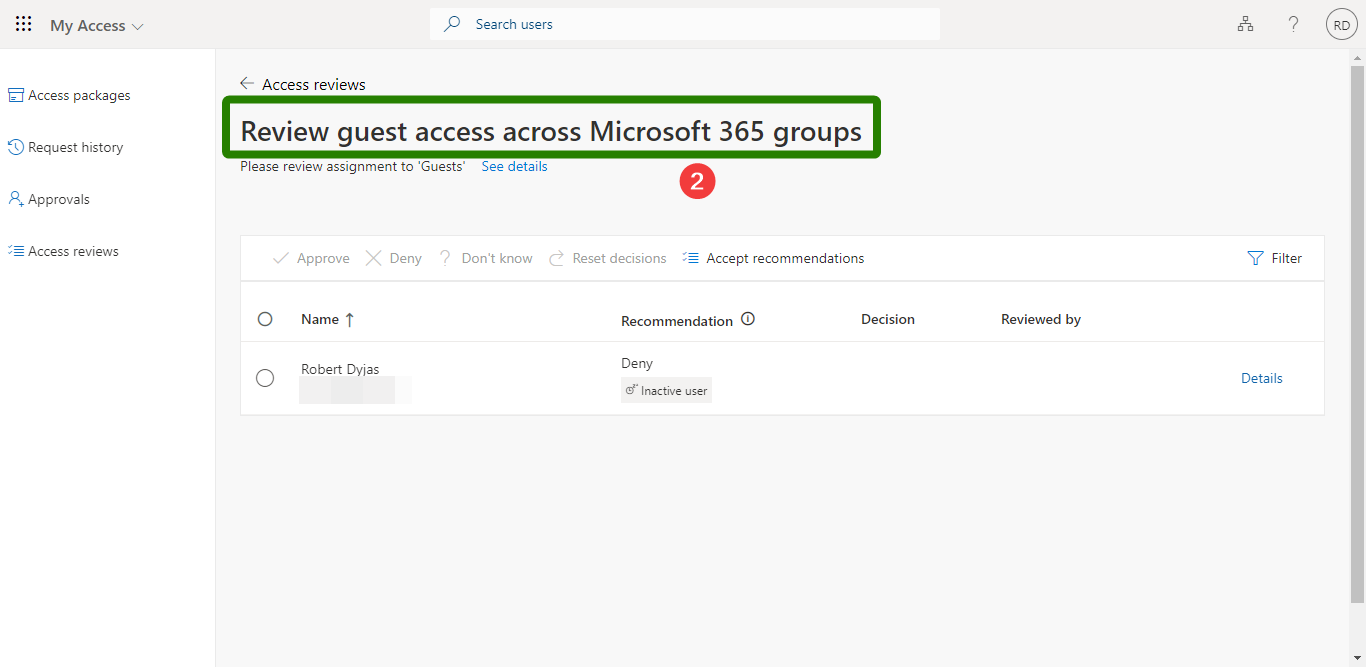 My Access
Search users
RD
Access packages
Request history
Approvals
Access reviews
Access reviews
Review guest access across Microsoft 365 groups
Please review assignment to 'Guests' See details
2
Approve Deny ? Don't know Reset decisions Accept recommendations Filter
Name ↑ Recommendation Decision Reviewed by
Robert Dyjas Deny
Inactive user
Details